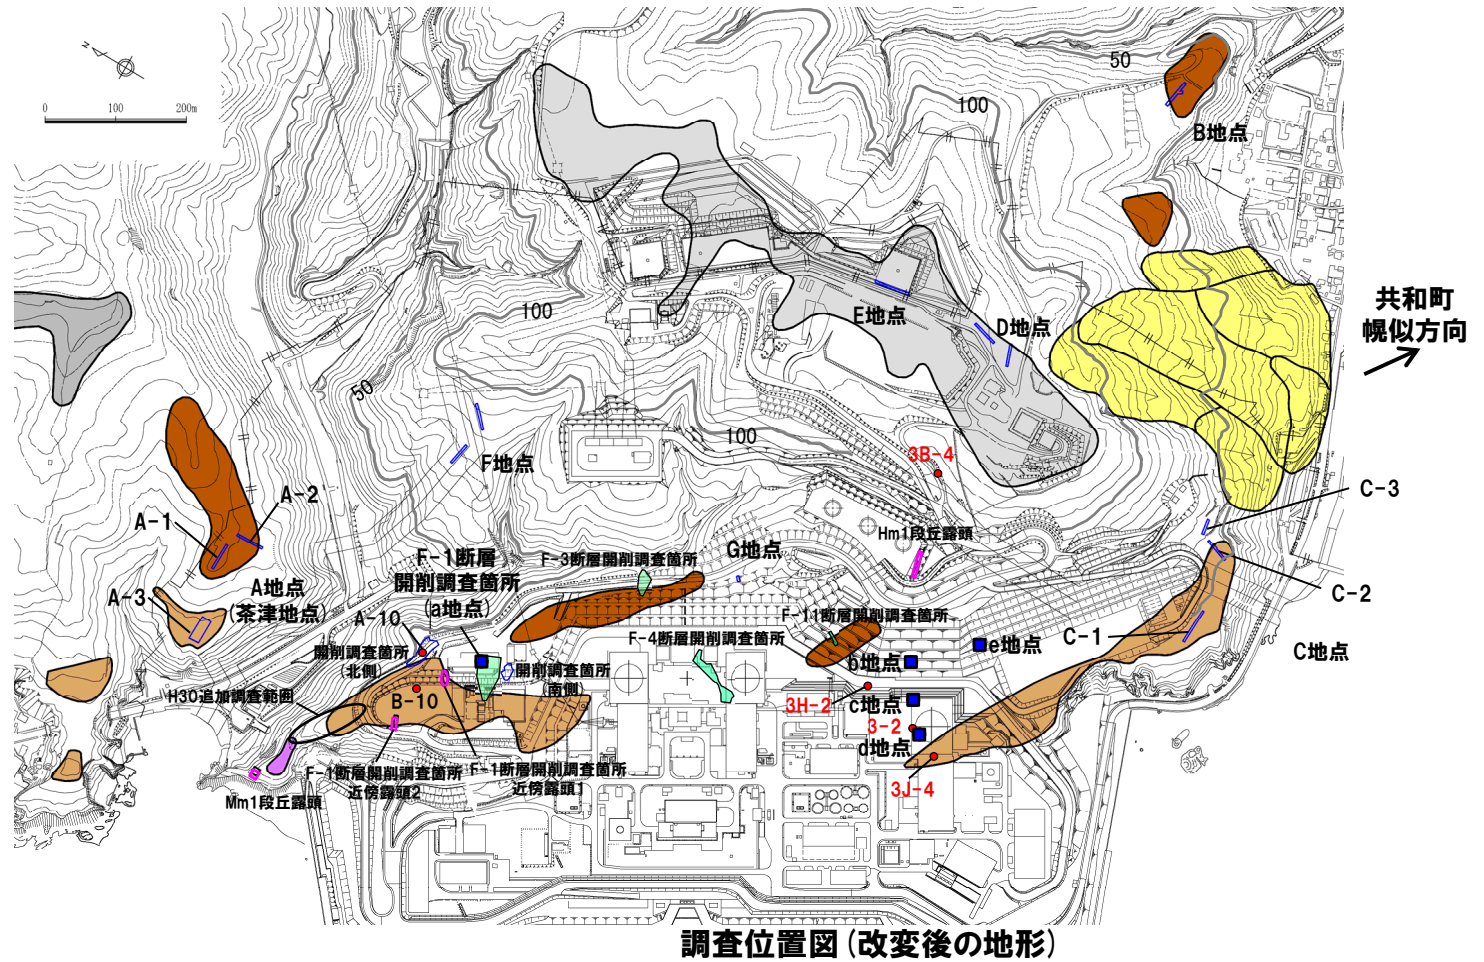 N
0 100 200m
50
100
B地点
共和町
幌似方向
E地点
D地点
100
50
100
3B-4
F地点
A-2
A-1
C-3
Hm1段丘露頭
G地点
F-1断層
開削調査箇所
(a地点)
F-3断層開削調査箇所
A地点
(茶津地点)
A-3
C-2
A-10
F-11断層開削調査箇所
F-4断層開削調査箇所
C-1
e地点
C地点
開削調査箇所
(北側)
b地点
開削調査箇所
(南側)
H30追加調査範囲
B-10
3H-2
c地点
3-2
d地点
F-1断層開削調査箇所
近傍露頭2
F-1断層開削調査箇所
近傍露頭1
3J-4
Mm1段丘露頭
調査位置図(改変後の地形)